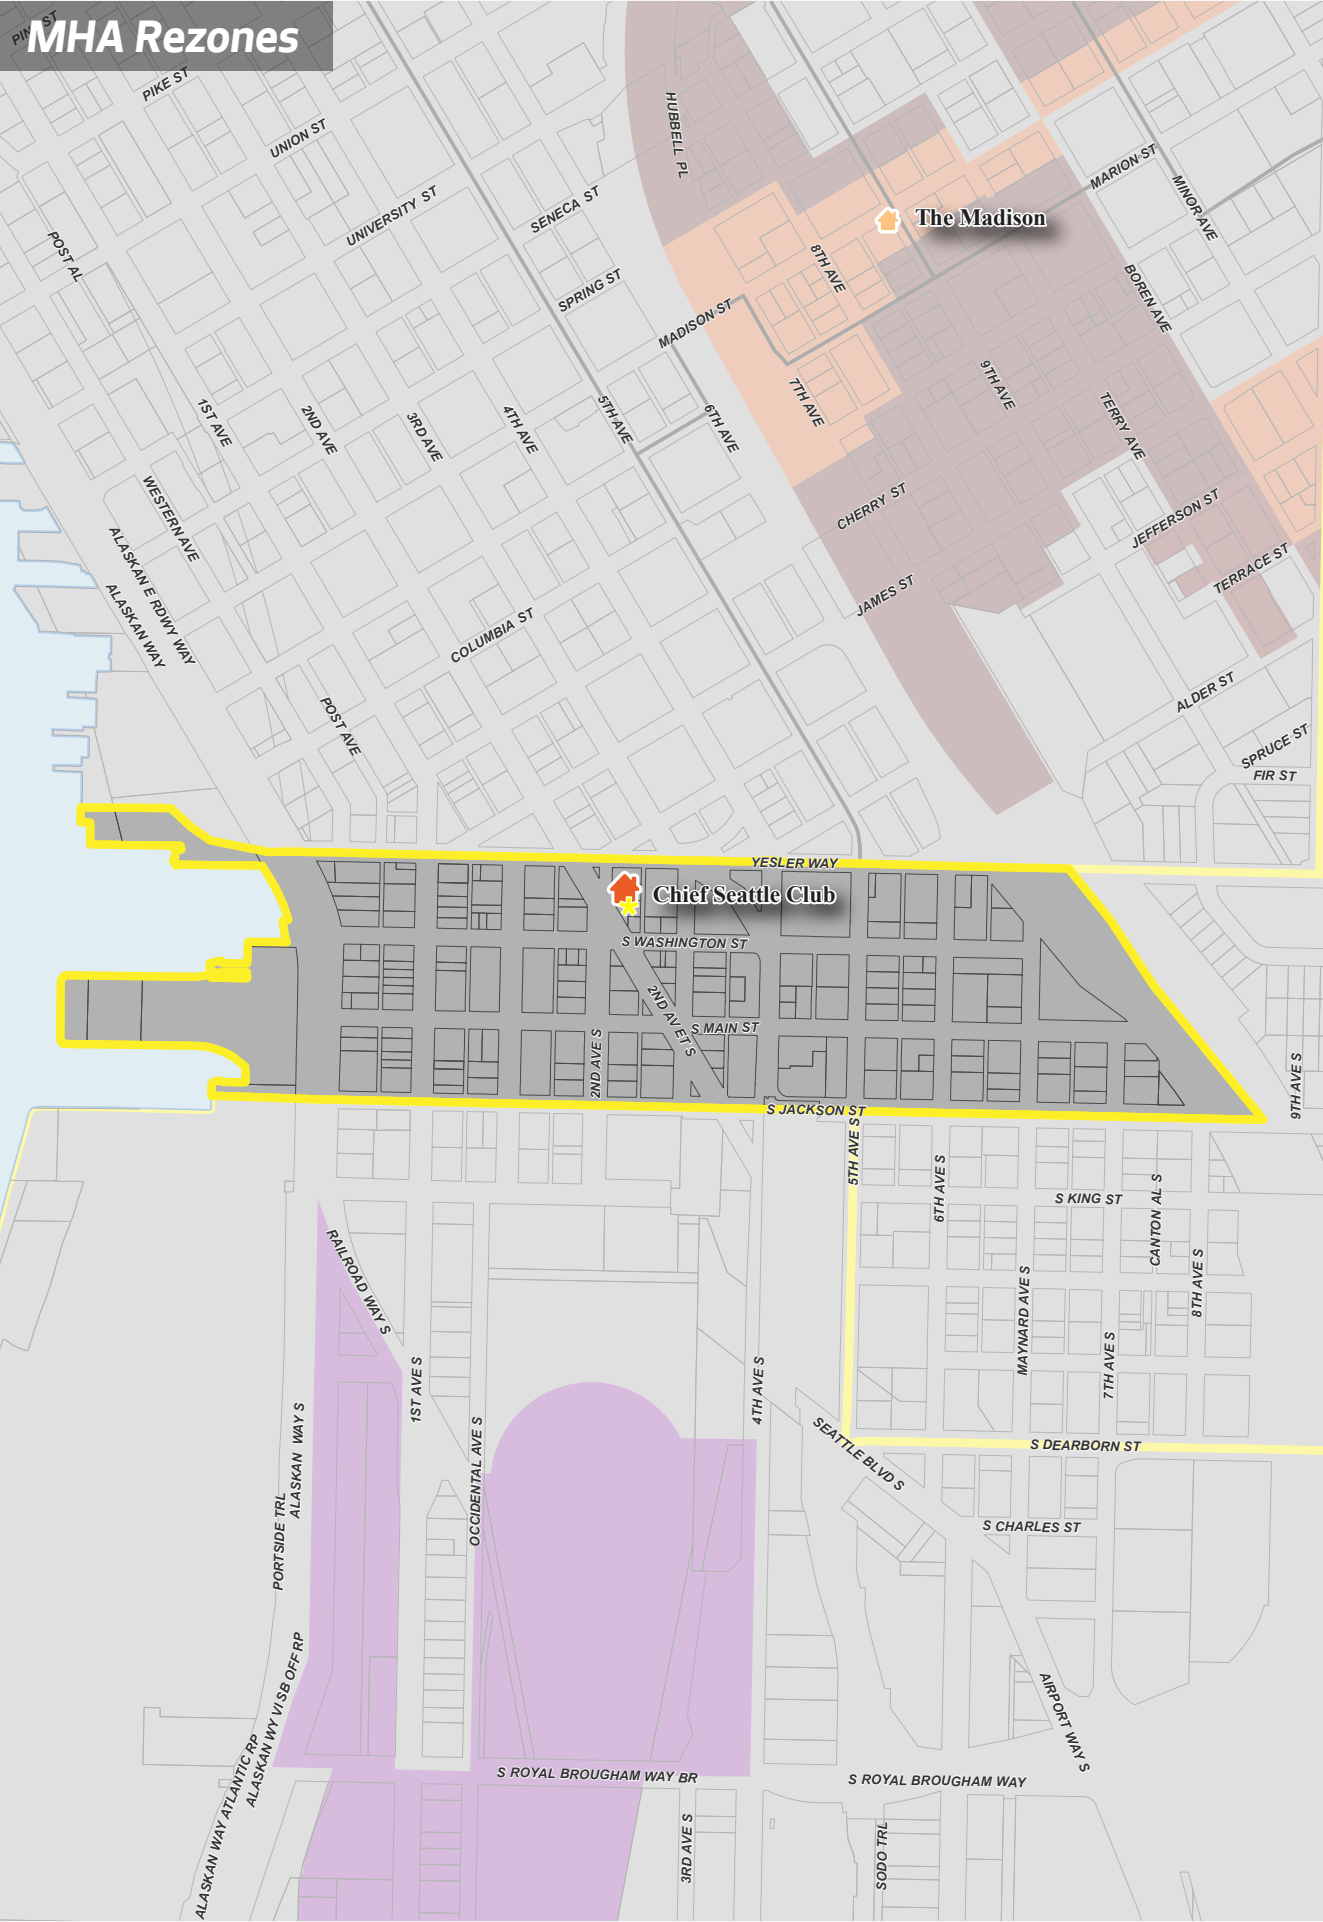 PINE ST
MHA Rezones
PIKE ST
UNION ST
HUBBELL PL
UNIVERSITY ST
SENECA ST
MARION ST
MINOR AVE
The Madison
POST AL
8TH AVE
SPRING ST
BOREN AVE
MADISON ST
1ST AVE
2ND AVE
3RD AVE
4TH AVE
5TH AVE
6TH AVE
7TH AVE
9TH AVE
TERRY AVE
WESTERN AVE
CHERRY ST
JEFFERSON ST
ALASKAN E RDWY WAY
ALASKAN WAY
JAMES ST
TERRACE ST
COLUMBIA ST
ALDER ST
POST AVE
SPRUCE ST
FIR ST
YESLER WAY
Chief Seattle Club
S WASHINGTON ST
2ND AV ET S
S MAIN ST
2ND AVE S
9TH AVE S
S JACKSON ST
5TH AVE S
6TH AVE S
S KING ST
CANTON AL S
8TH AVE S
RAILROAD WAY S
MAYNARD AVE S
7TH AVE S
1ST AVE S
4TH AVE S
ALASKAN WAY S
OCCIDENTAL AVE S
SEATTLE BLVD S
S DEARBORN ST
PORTSIDE TRL
S CHARLES ST
ALASKAN WY VI SB OFF RP
AIRPORT WAY S
ALASKAN WAY ATLANTIC RP
S ROYAL BROUGHAM WAY BR
S ROYAL BROUGHAM WAY
3RD AVE S
SODO TRL